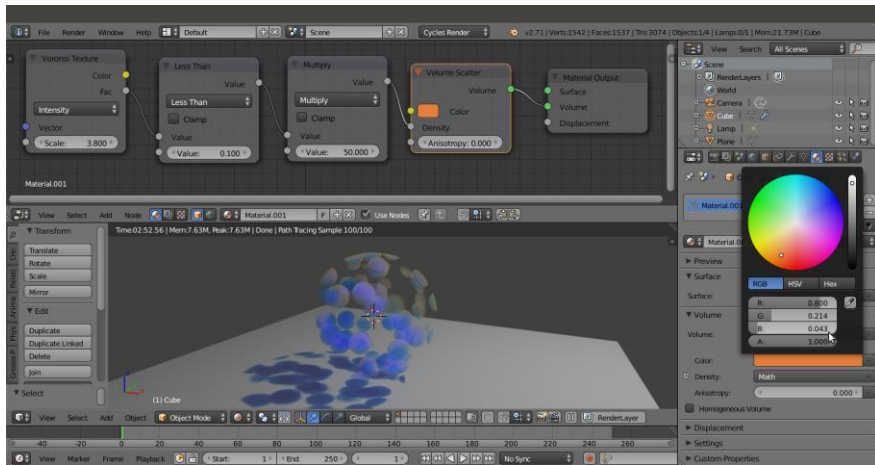 File Render Window Help Default Scene Cycles Render v2.71 | Verts:1542 | Faces:1537 | Tris:3074 | Objects:1/4 | Lamps:0/1 | Mem:21.73M | Cube
Voronoi Texture
Color
Fac
Intensity
Vector
Scale: 3.800
Less Than
Value
Less Than
Clamp
Value
Value: 0.100
Multiply
Value
Multiply
Clamp
Value
Value: 50.000
Volume Scatter
Volume
Color
Density
Anisotropy: 0.000
Material Output
Surface
Volume
Displacement
Material.001
View Search All Scenes
Scene
RenderLayers
World
Camera
Cube
Lamp
Plane
View Select Add Node Material.001 F Use Nodes
Transform
Translate
Rotate
Scale
Mirror
Edit
Duplicate
Duplicate Linked
Delete
Join
Select
Time:02:52.56 | Mem:7.63M, Peak:7.63M | Done | Path Tracing Sample 100/100
(1) Cube
Material.001
Preview
Surface
Surface:
Volume
Volume:
RGB HSV Hex
R: 0.800
G: 0.214
B: 0.043
A: 1.000
Color:
Density: Math
Anisotropy: 0.000
Homogeneous Volume
Displacement
Settings
Custom Properties
View Select Add Object Object Mode Global RenderLayer
-40 -20 0 20 40 60 80 100 120 140 160 180 200 220 240 260
View Marker Frame Playback Start: 1 End: 250 1 No Sync